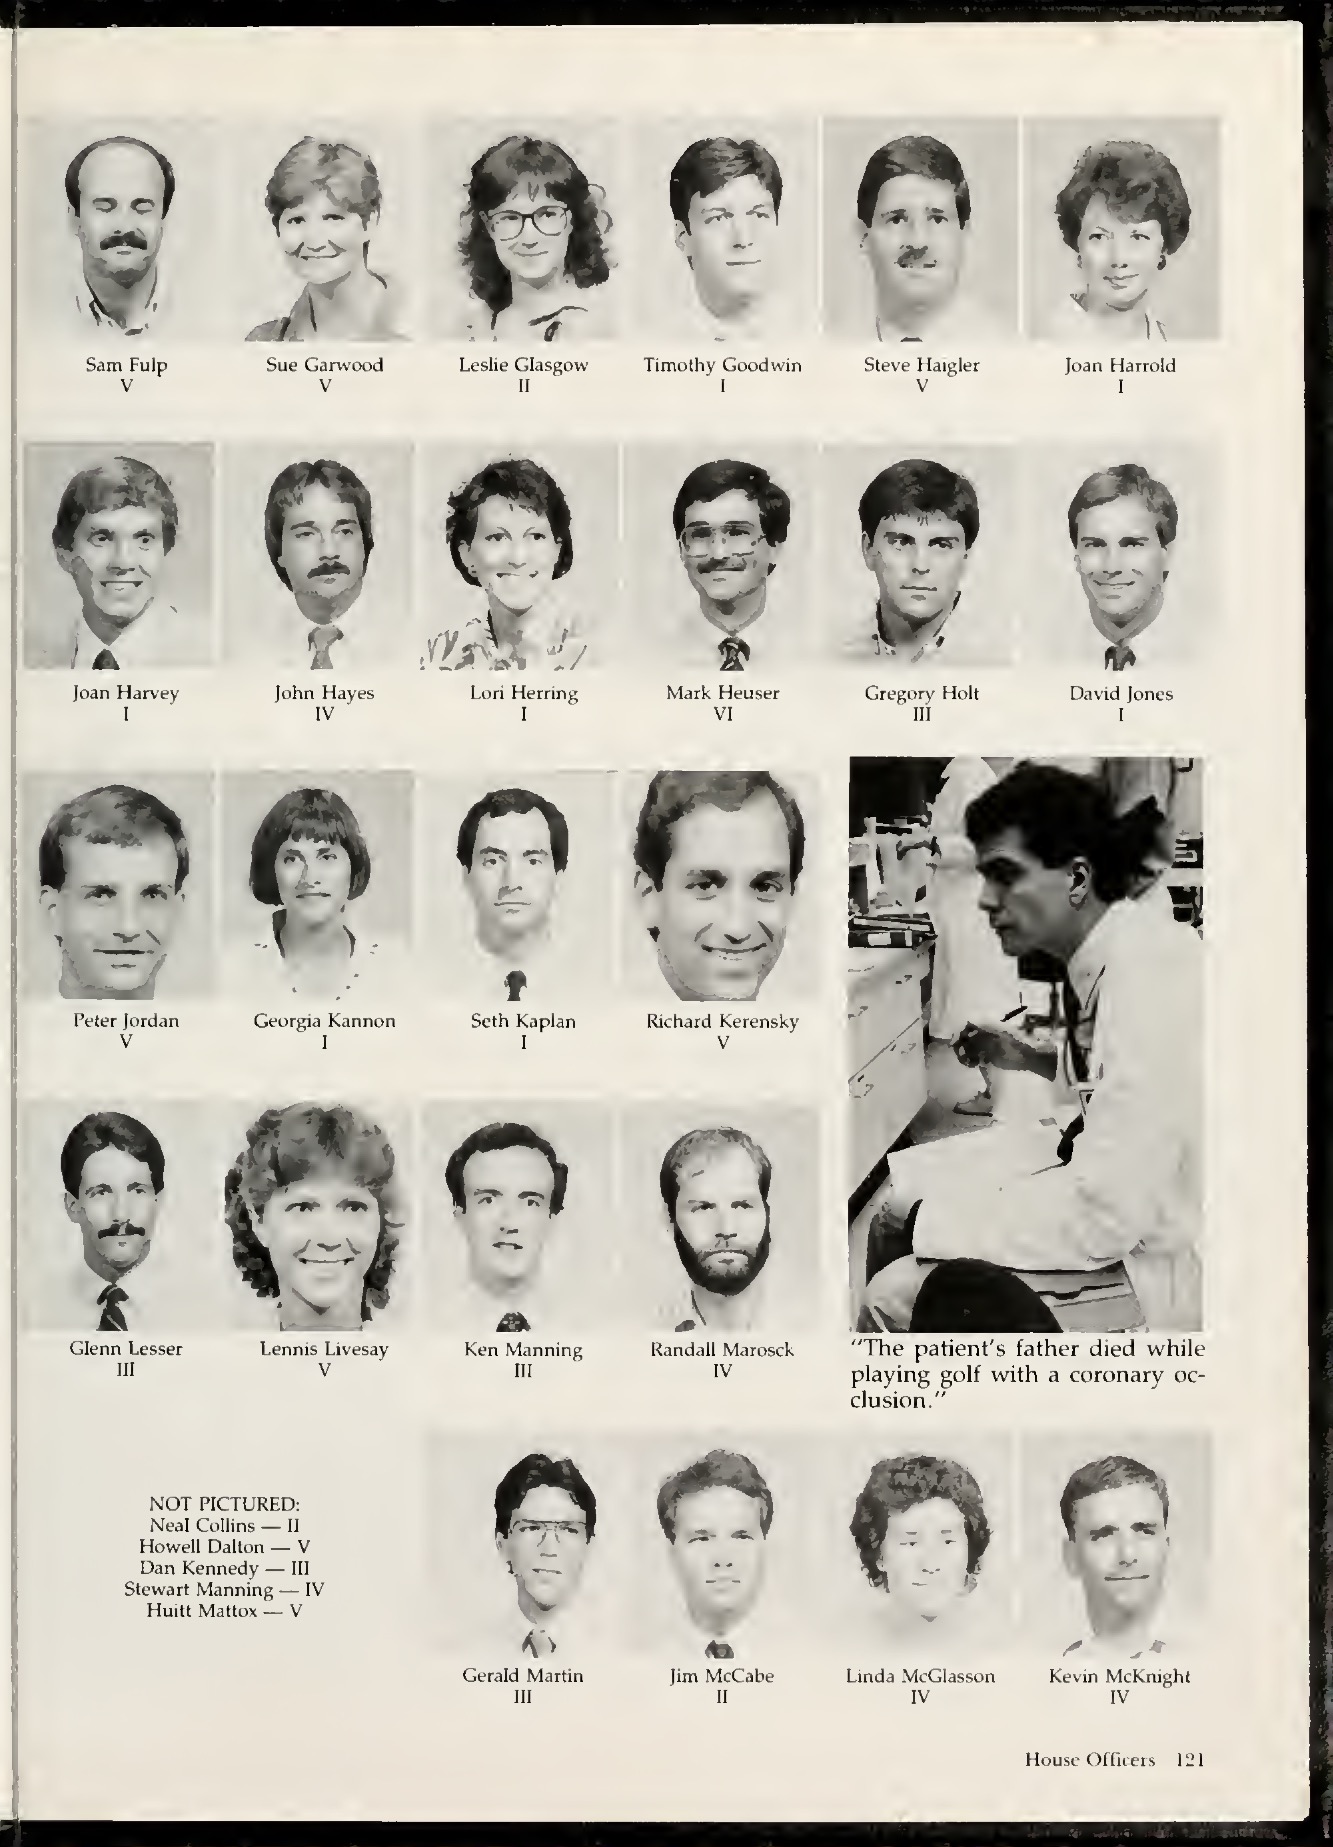 Sam Fulp
V
Sue Garwood
V
Leslie Glasgow
II
Timothy Goodwin
I
Steve Haigler
V
Joan Harrold
I
Joan Harvey
I
John Hayes
IV
Lori Herring
I
Mark Heuser
VI
Gregory Holt
III
David Jones
I
Peter Jordan
V
Georgia Kannon
I
Seth Kaplan
I
Richard Kerensky
V
Glenn Lesser
III
Lennis Livesay
V
Ken Manning
III
Randall Marosck
IV
"The patient's father died while
playing golf with a coronary oc-
clusion."
NOT PICTURED:
Neal Collins — II
Howell Dalton — V
Dan Kennedy — III
Stewart Manning — IV
Huitt Mattox — V
Gerald Martin
III
Jim McCabe
II
Linda McGlasson
IV
Kevin McKnight
IV
House Officers 121